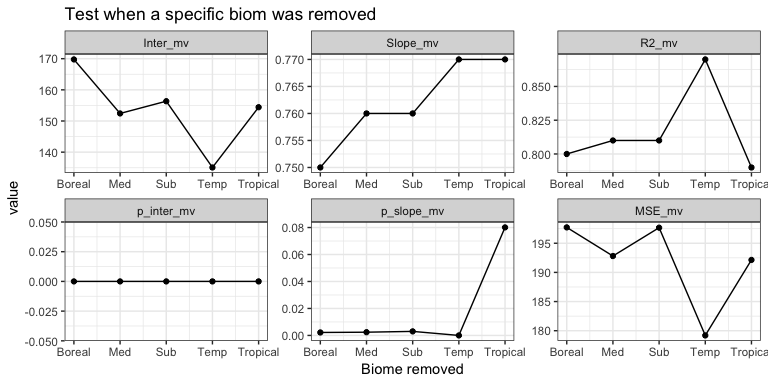 Test when a specific biom was removed
Inter_mv
Slope_mv
R2_mv
170
160
150
140
0.770
0.765
0.760
0.755
0.750
0.850
0.825
0.800
Boreal Med Sub Temp Tropical
Boreal Med Sub Temp Tropical
Boreal Med Sub Temp Tropica
value
p_inter_mv
p_slope_mv
MSE_mv
0.050
0.025
0.000
-0.025
-0.050
0.08
0.06
0.04
0.02
0.00
195
190
185
180
Boreal Med Sub Temp Tropical
Boreal Med Sub Temp Tropical
Boreal Med Sub Temp Tropica
Biome removed